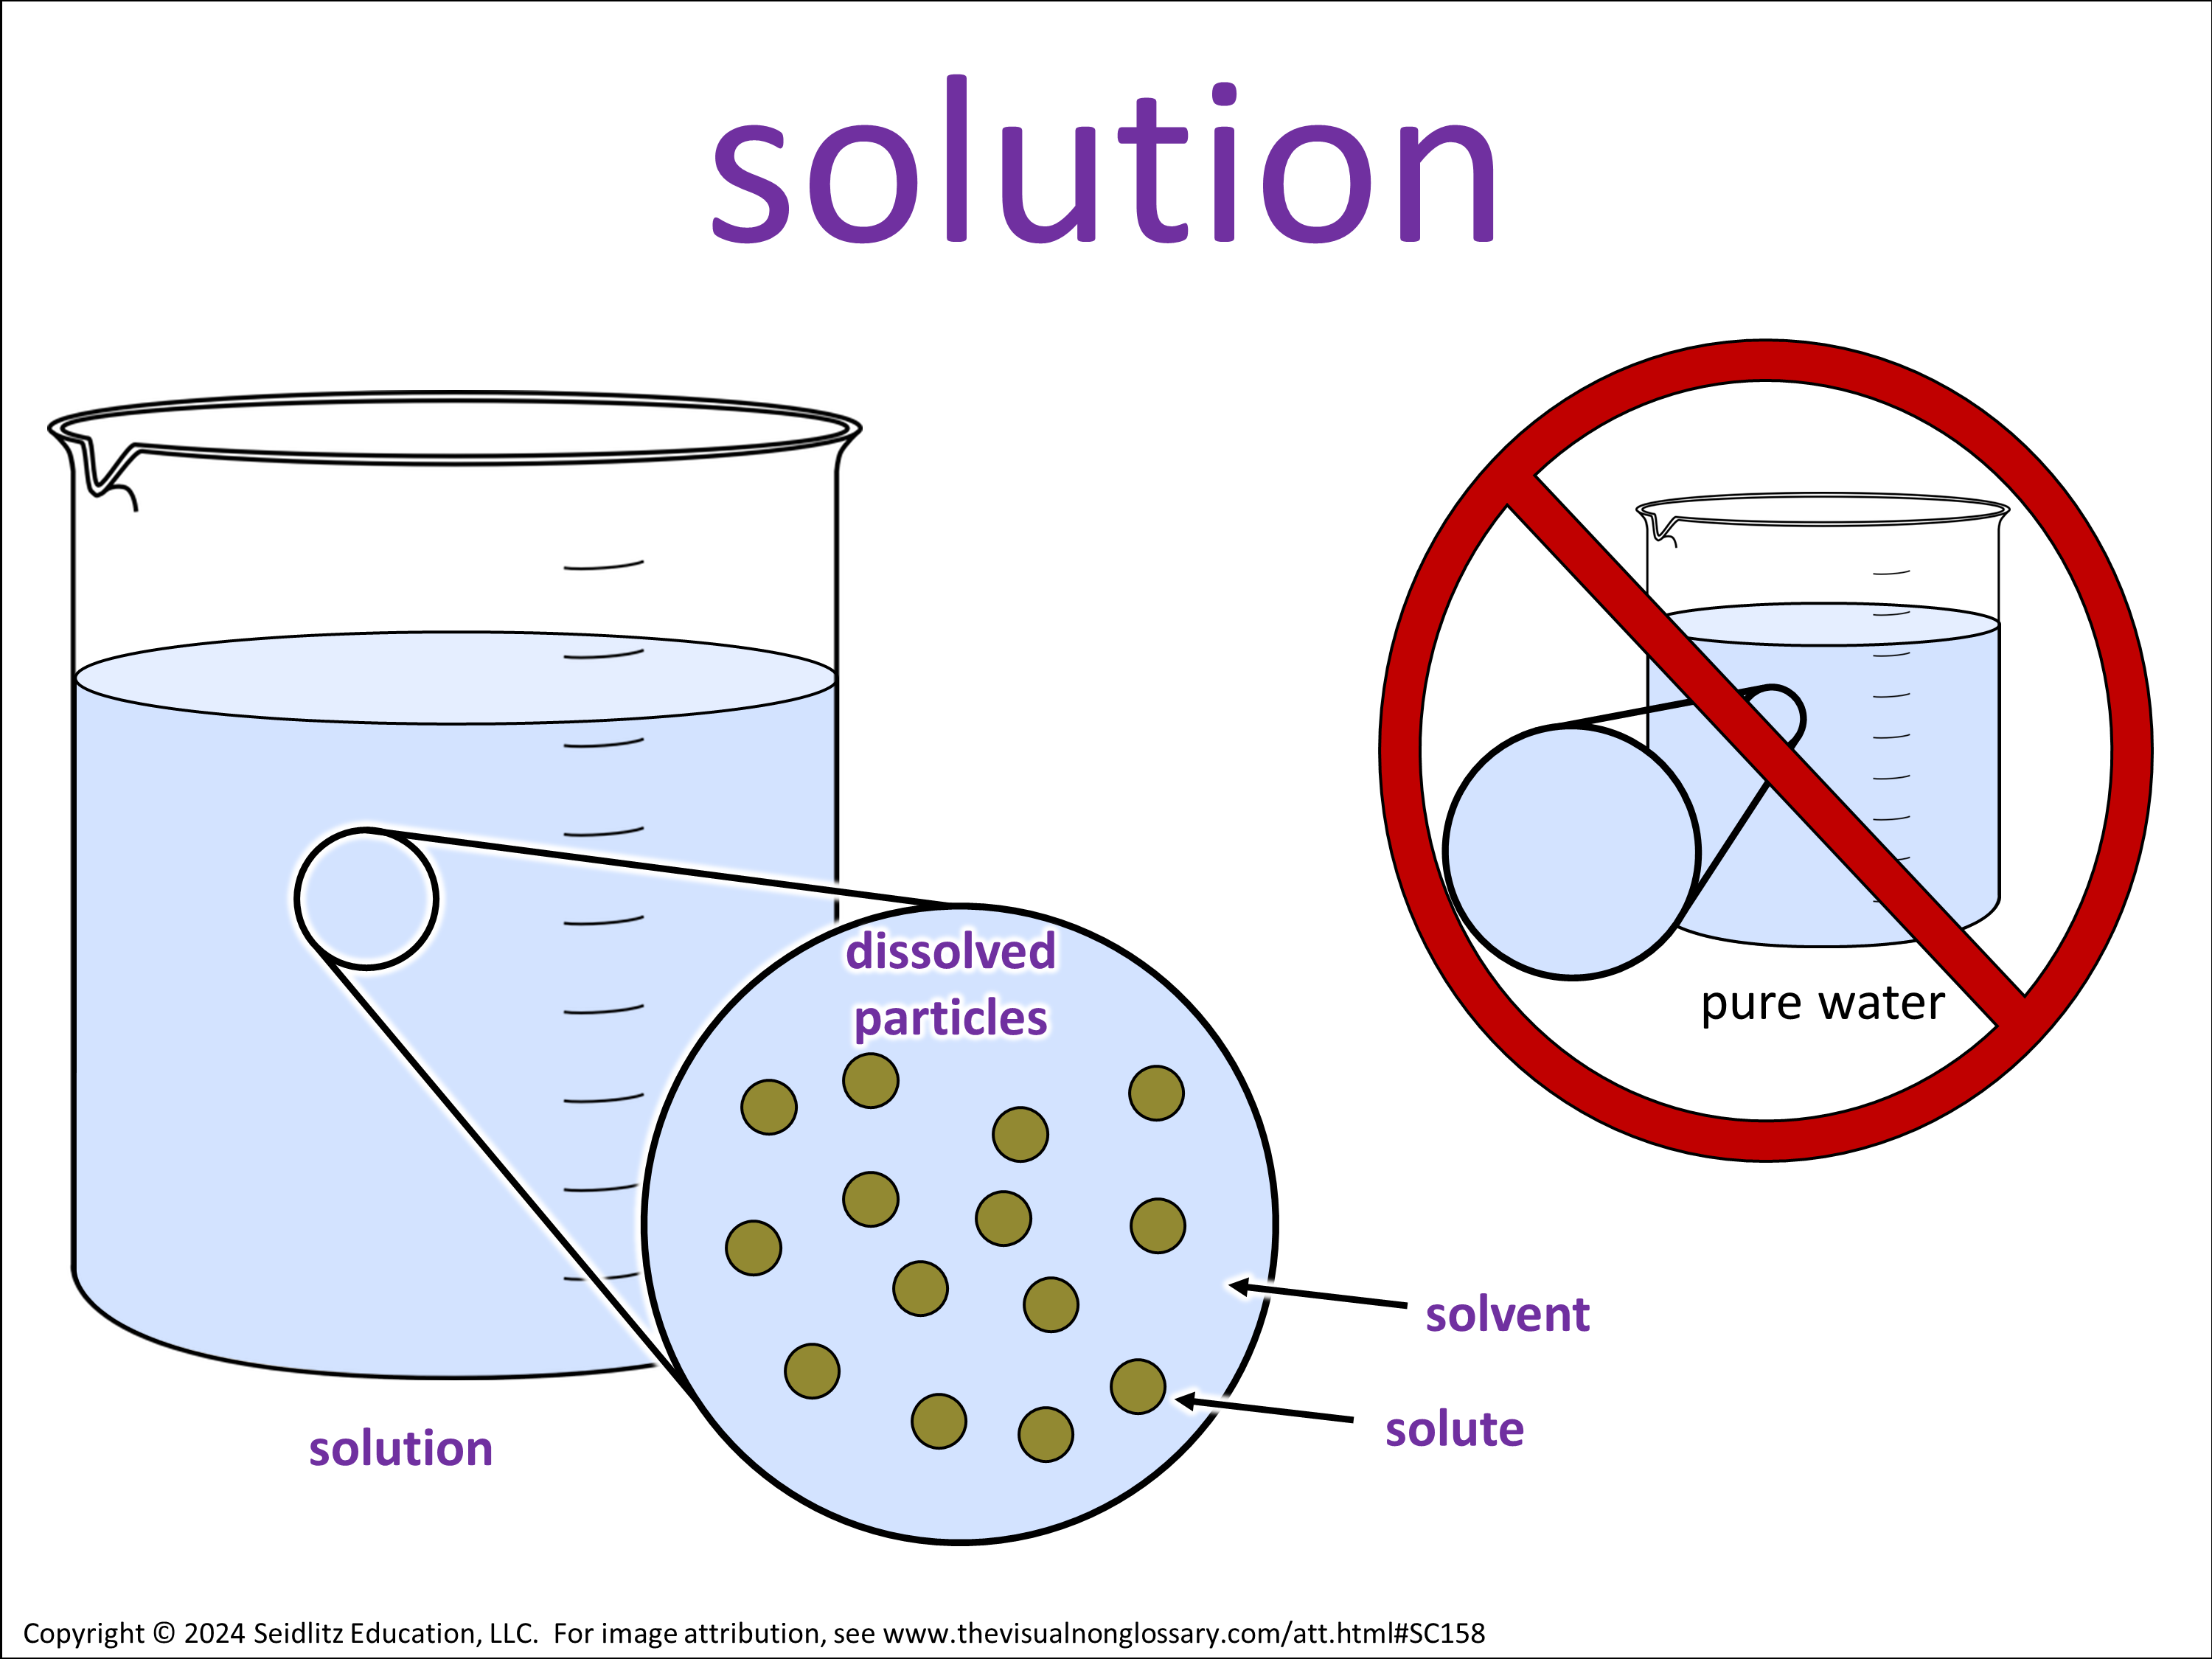 solution
dissolved
particles
pure water
solvent
solute
solution
Copyright © 2024 Seidlitz Education, LLC.  For image attribution, see www.thevisualnonglossary.com/att.html#SC158